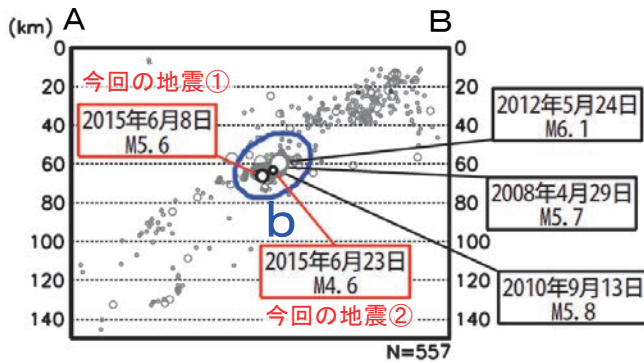 A
B
(km)
0
20
40
60
80
100
120
140
0
20
40
60
80
100
120
140
今回の地震①
2015年6月8日
M5.6
2012年5月24日
M6.1
2008年4月29日
M5.7
b
2015年6月23日
M4.6
今回の地震②
2010年9月13日
M5.8
N=557